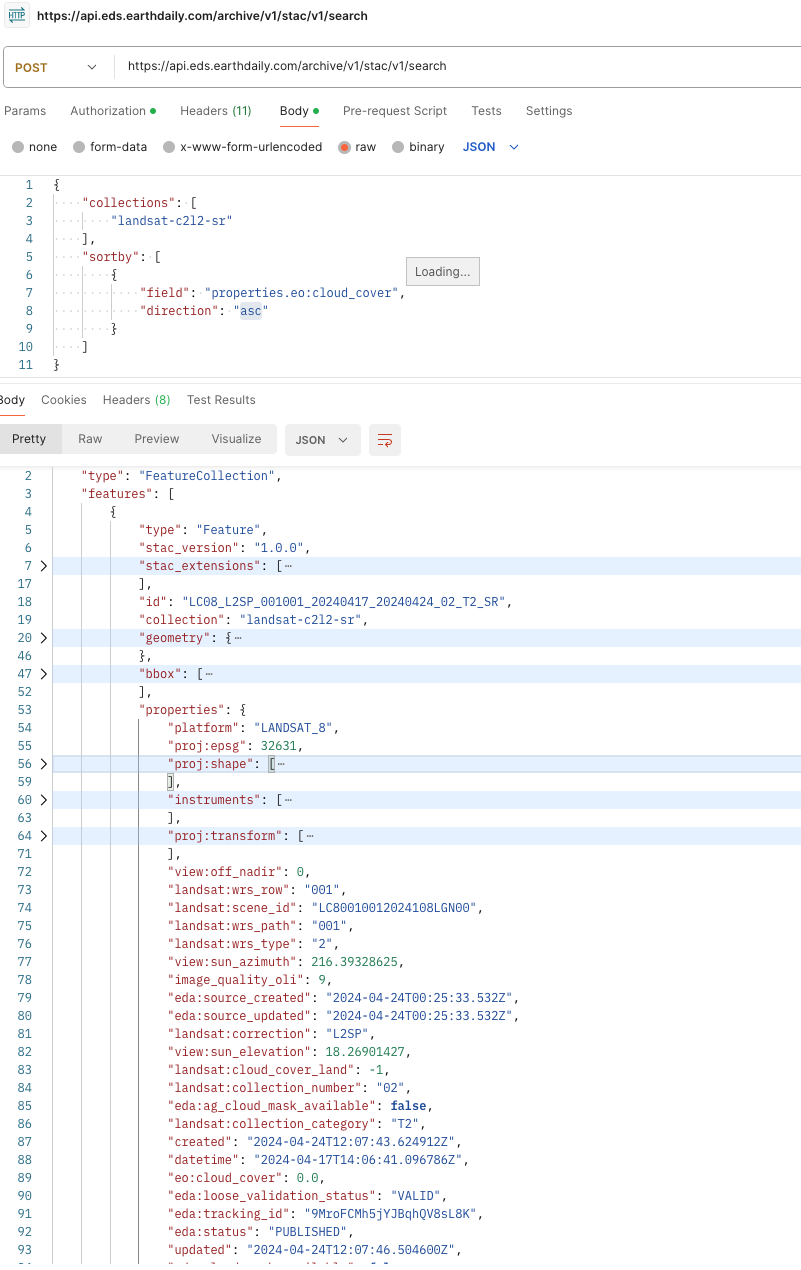 HTTP https://api.eds.earthdaily.com/archive/v1/stac/v1/search
POST https://api.eds.earthdaily.com/archive/v1/stac/v1/search
Params Authorization Headers (11) Body Pre-request Script Tests Settings
none form-data x-www-form-urlencoded raw binary JSON
1 {
2 "collections": [
3 "landsat-c2l2-sr"
4 ],
5 "sortby": [
6 {
Loading...
7 "field": "properties.eo:cloud_cover",
8 "direction": "asc"
9 }
10 ]
11 }
Body Cookies Headers (8) Test Results
Pretty Raw Preview Visualize JSON
2 "type": "FeatureCollection",
3 "features": [
4 {
5 "type": "Feature",
6 "stac_version": "1.0.0",
7 "stac_extensions": [⋯
17 ],
18 "id": "LC08_L2SP_001001_20240417_20240424_02_T2_SR",
19 "collection": "landsat-c2l2-sr",
20 "geometry": {⋯
46 },
47 "bbox": [⋯
52 ],
53 "properties": {
54 "platform": "LANDSAT_8",
55 "proj:epsg": 32631,
56 "proj:shape": [⋯
59 ],
60 "instruments": [⋯
63 ],
64 "proj:transform": [⋯
71 ],
72 "view:off_nadir": 0,
73 "landsat:wrs_row": "001",
74 "landsat:scene_id": "LC80010012024108LGN00",
75 "landsat:wrs_path": "001",
76 "landsat:wrs_type": "2",
77 "view:sun_azimuth": 216.39328625,
78 "image_quality_oli": 9,
79 "eda:source_created": "2024-04-24T00:25:33.532Z",
80 "eda:source_updated": "2024-04-24T00:25:33.532Z",
81 "landsat:correction": "L2SP",
82 "view:sun_elevation": 18.26901427,
83 "landsat:cloud_cover_land": -1,
84 "landsat:collection_number": "02",
85 "eda:ag_cloud_mask_available": false,
86 "landsat:collection_category": "T2",
87 "created": "2024-04-24T12:07:43.624912Z",
88 "datetime": "2024-04-17T14:06:41.096786Z",
89 "eo:cloud_cover": 0.0,
90 "eda:loose_validation_status": "VALID",
91 "eda:tracking_id": "9MroFCMh5jYJBqhQV8sL8K",
92 "eda:status": "PUBLISHED",
93 "updated": "2024-04-24T12:07:46.504600Z",